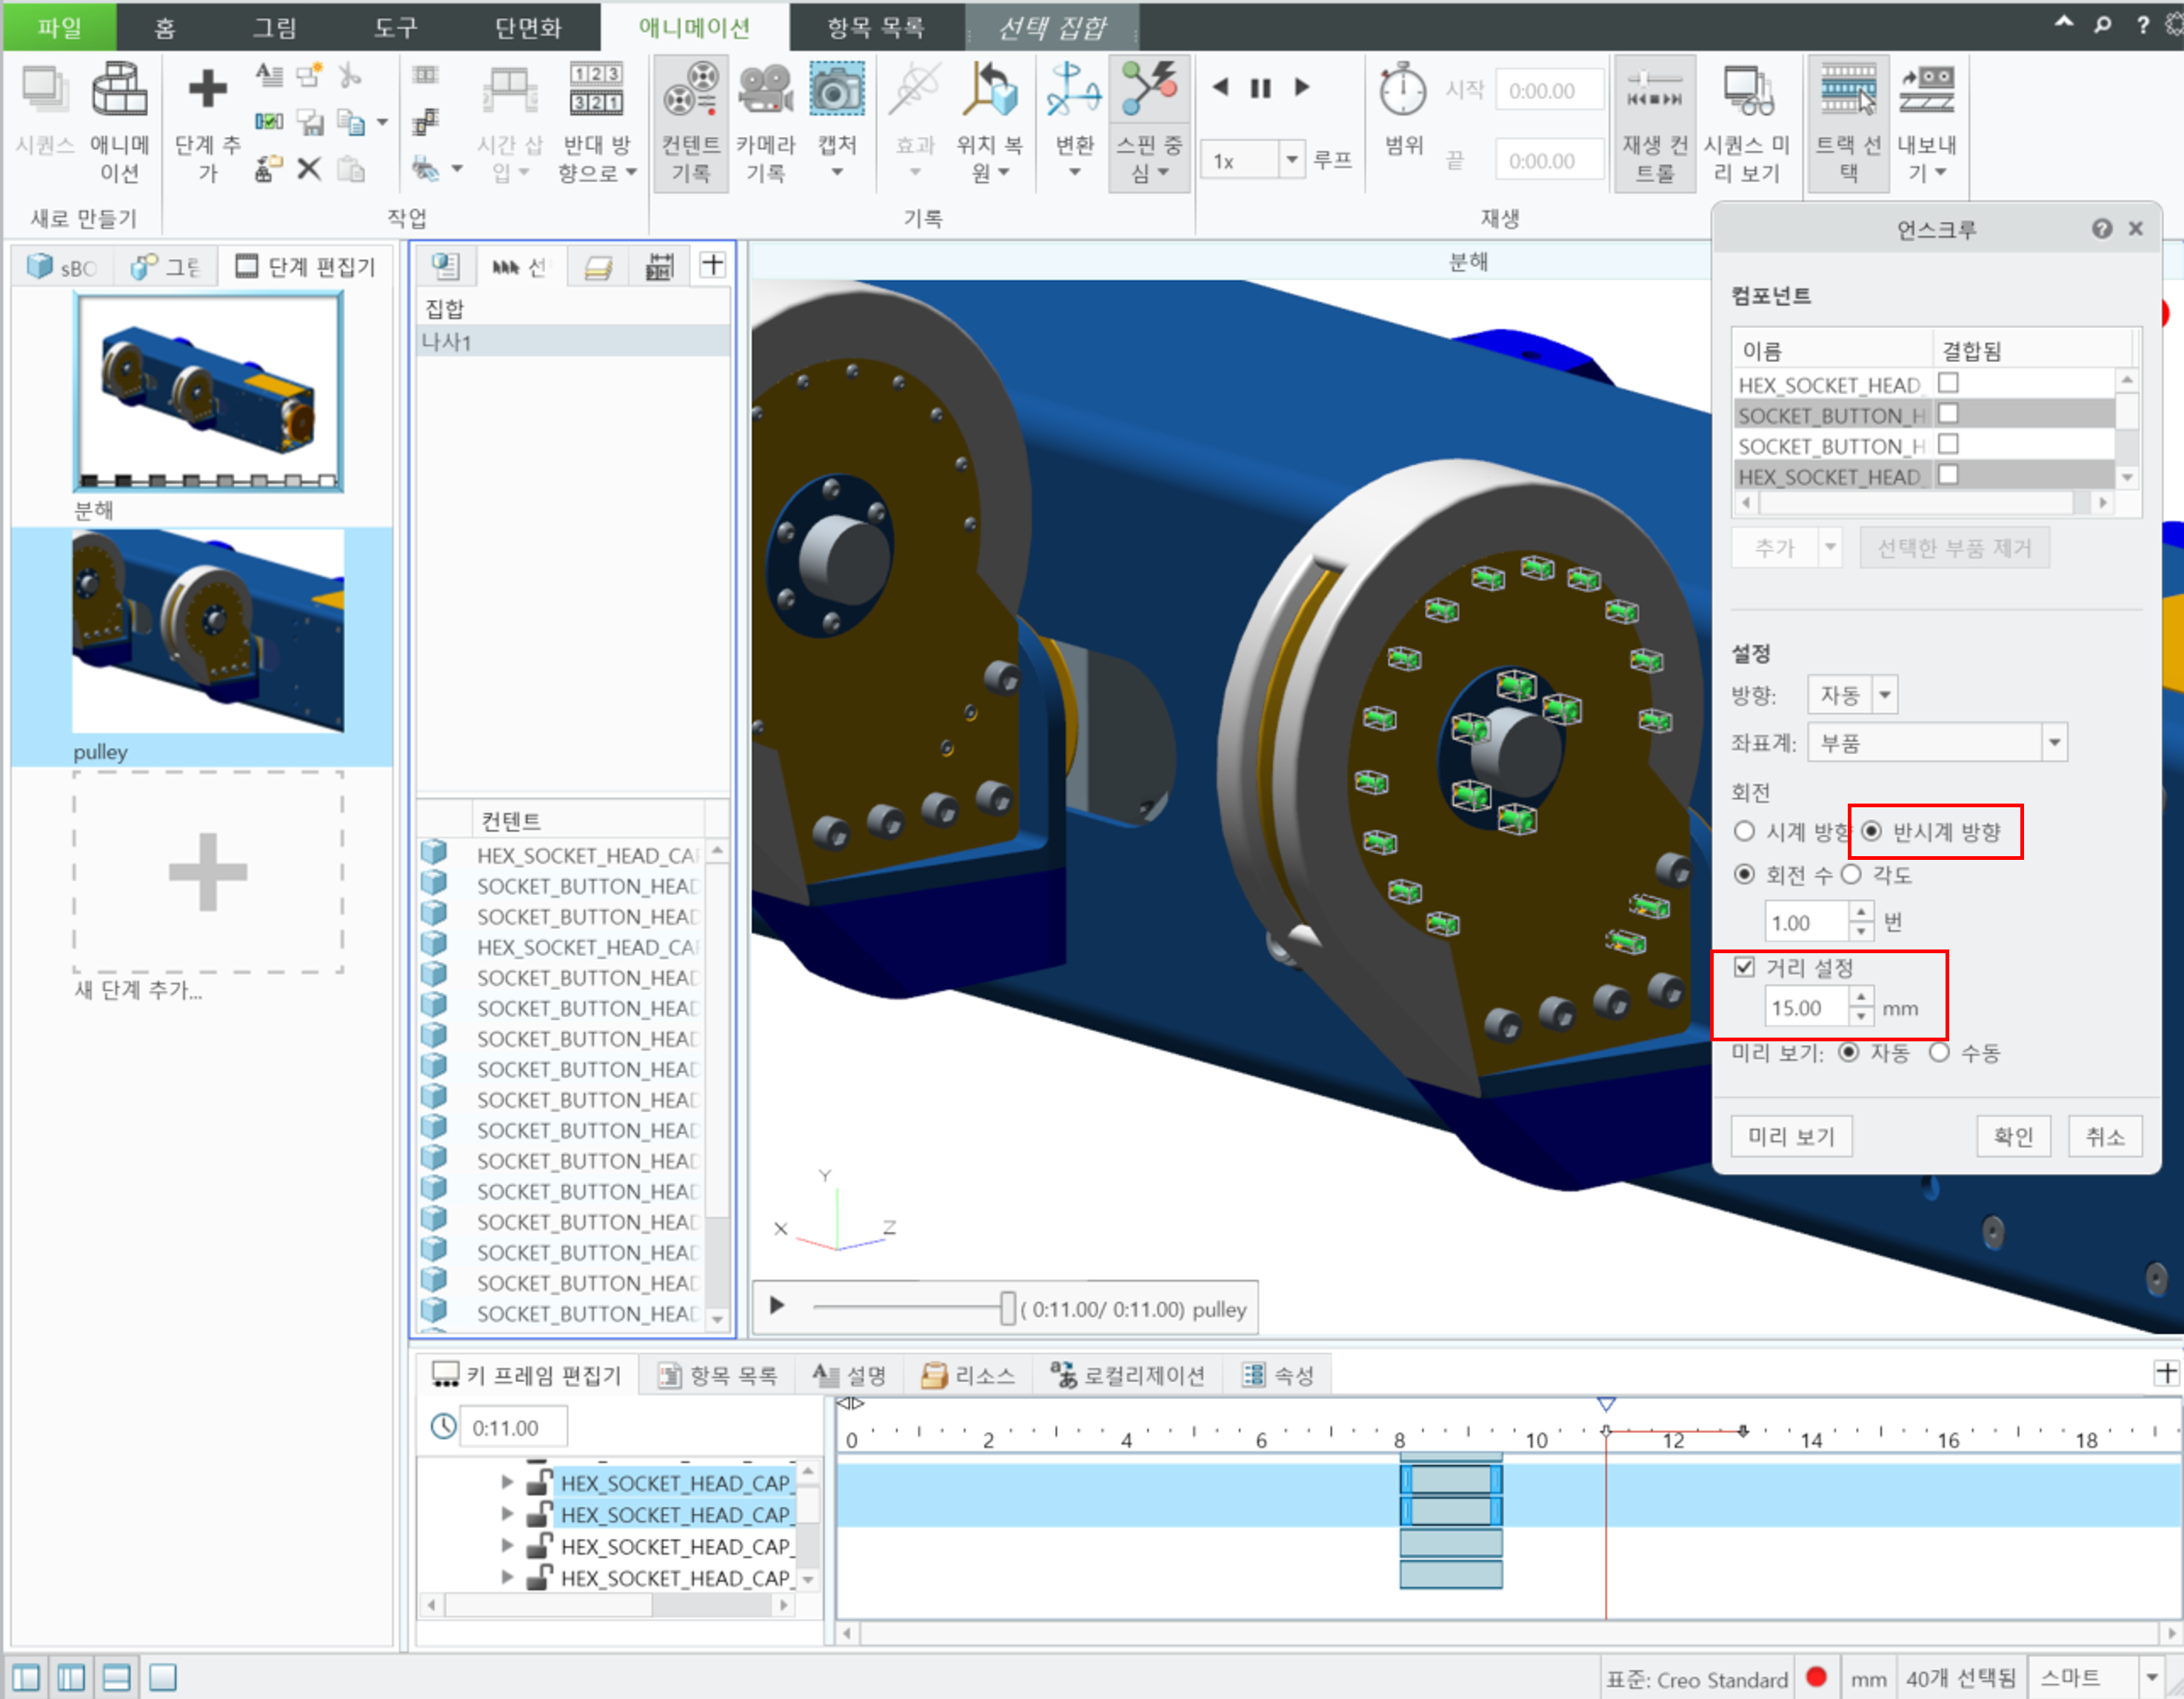 파일 홈 그림 도구 단면화 애니메이션 항목 목록 선택 집합
시퀀스 애니메이션 단계 추가 시간 삽입 반대 방향으로 컨텐트 기록 카메라 기록 캡처 효과 위치 복원 변환 스핀 중심 1x 루프 범위 시작 0:00.00 끝 0:00.00 재생 컨트롤 시퀀스 미리 보기 트랙 선택 내보내기
새로 만들기 작업 기록 재생
단계 편집기
분해
pulley
새 단계 추가...
선
집합
나사1
컨텐트
HEX_SOCKET_HEAD_CA
SOCKET_BUTTON_HEAD
SOCKET_BUTTON_HEAD
HEX_SOCKET_HEAD_CA
SOCKET_BUTTON_HEAD
SOCKET_BUTTON_HEAD
SOCKET_BUTTON_HEAD
SOCKET_BUTTON_HEAD
SOCKET_BUTTON_HEAD
SOCKET_BUTTON_HEAD
SOCKET_BUTTON_HEAD
SOCKET_BUTTON_HEAD
SOCKET_BUTTON_HEAD
SOCKET_BUTTON_HEAD
SOCKET_BUTTON_HEAD
SOCKET_BUTTON_HEAD
분해
Y
X Z
( 0:11.00/ 0:11.00) pulley
언스크루
컴포넌트
이름 결합됨
HEX_SOCKET_HEAD_
SOCKET_BUTTON_H
SOCKET_BUTTON_H
HEX_SOCKET_HEAD_
추가 선택한 부품 제거
설정
방향: 자동
좌표계: 부품
회전
시계 방향 반시계 방향
회전 수 각도
1.00 번
거리 설정
15.00 mm
미리 보기: 자동 수동
미리 보기 확인 취소
키 프레임 편집기 항목 목록 설명 리소스 로컬리제이션 속성
0:11.00
0 2 4 6 8 10 12 14 16 18
HEX_SOCKET_HEAD_CAP_
HEX_SOCKET_HEAD_CAP_
HEX_SOCKET_HEAD_CAP_
HEX_SOCKET_HEAD_CAP_
표준: Creo Standard mm 40개 선택됨 스마트